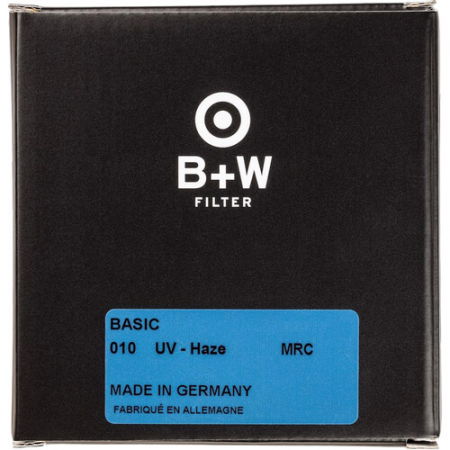 B+W
FILTER
BASIC
010 UV - Haze MRC
MADE IN GERMANY
FABRIQUÉ EN ALLEMAGNE